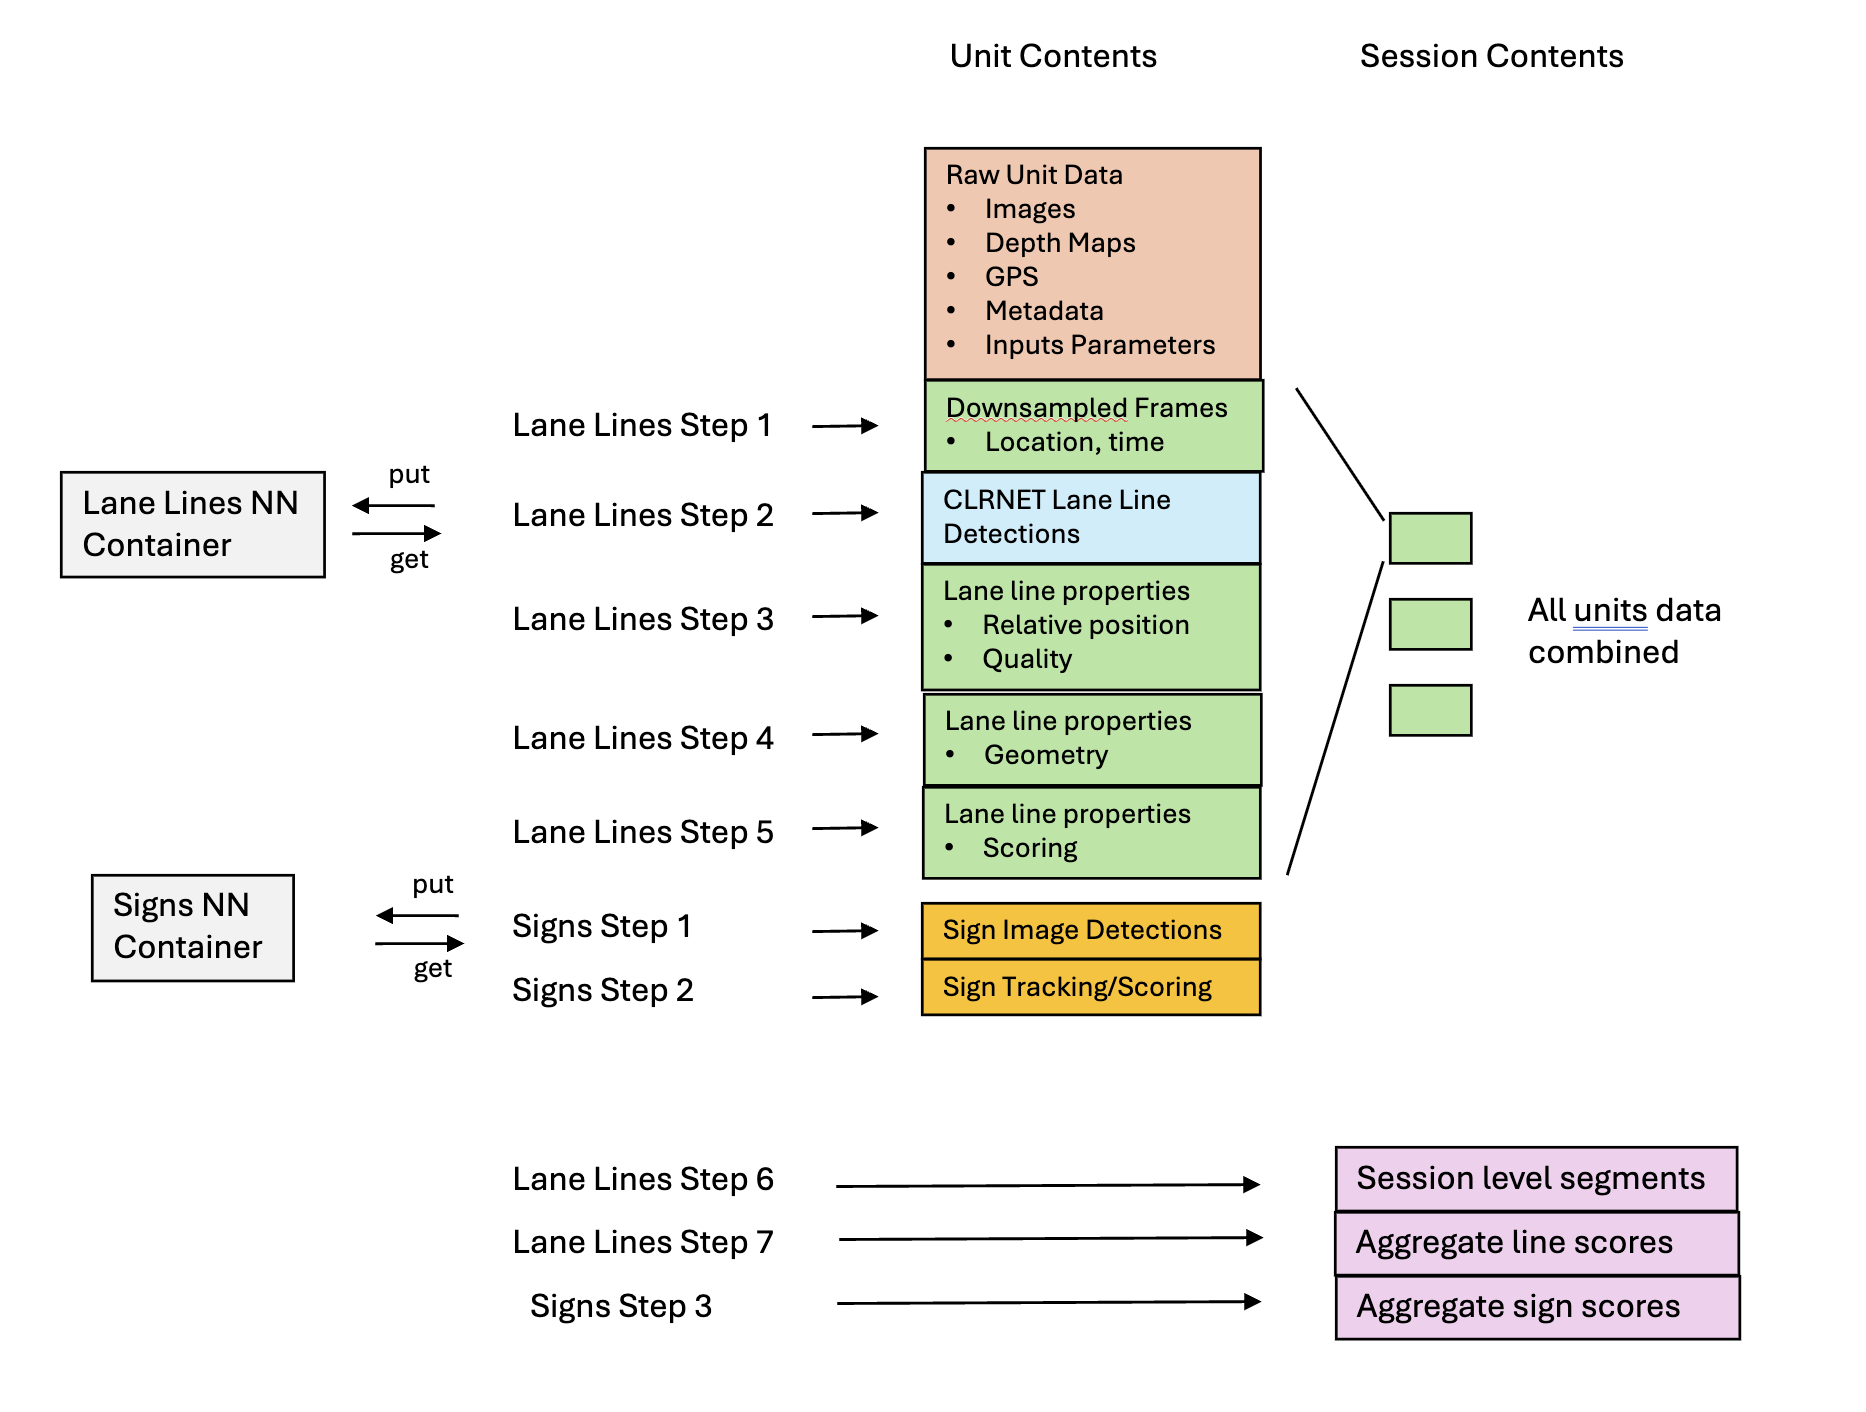 Unit Contents
Session Contents
Raw Unit Data
• Images
• Depth Maps
• GPS
• Metadata
• Inputs Parameters
Lane Lines Step 1
Downsampled Frames
• Location, time
Lane Lines NN
Container
put
get
Lane Lines Step 2
CLRNET Lane Line
Detections
Lane Lines Step 3
Lane line properties
• Relative position
• Quality
All units data
combined
Lane Lines Step 4
Lane line properties
• Geometry
Lane Lines Step 5
Lane line properties
• Scoring
Signs NN
Container
put
get
Signs Step 1
Sign Image Detections
Signs Step 2
Sign Tracking/Scoring
Lane Lines Step 6
Session level segments
Lane Lines Step 7
Aggregate line scores
Signs Step 3
Aggregate sign scores